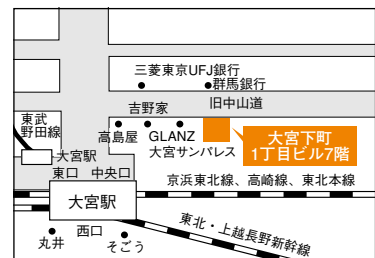 三菱東京UFJ銀行
群馬銀行
吉野家
旧中山道
東武
野田線
高島屋
GLANZ
大宮サンパレス
大宮下町
1丁目ビル7階
大宮駅
東口
中央口
京浜東北線、高崎線、東北本線
大宮駅
西口
丸井
そごう
東北・上越長野新幹線